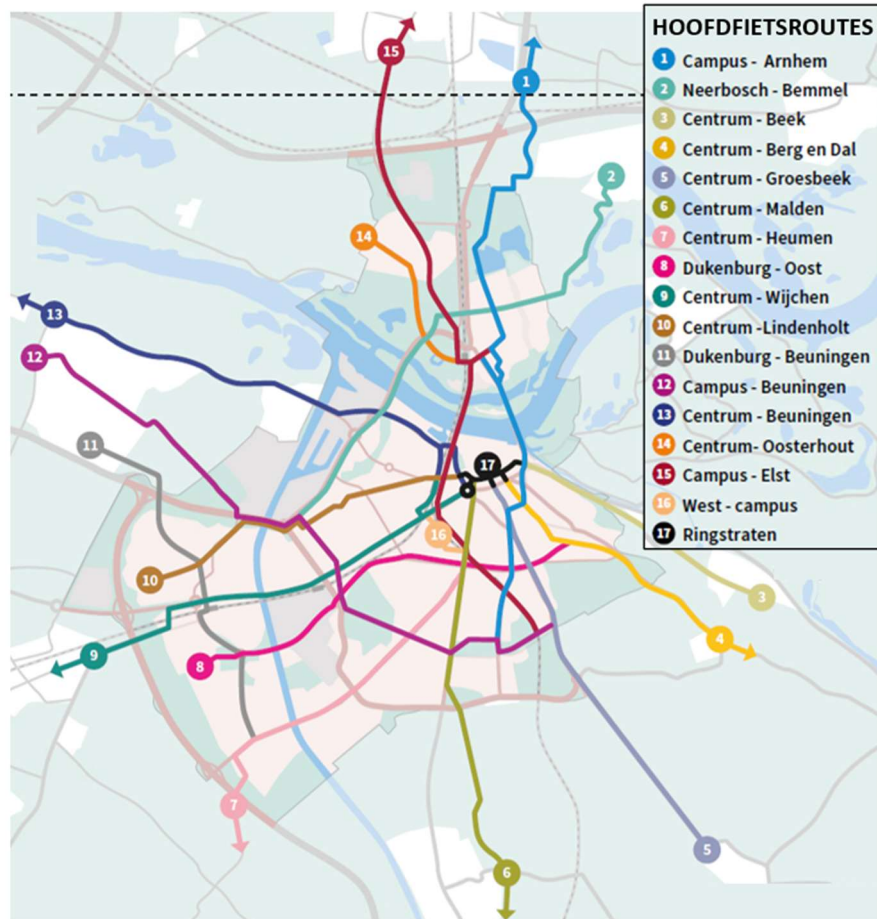 HOOFDFIETSROUTES
1 Campus - Arnhem
2 Neerbosch - Bemmel
3 Centrum - Beek
4 Centrum - Berg en Dal
5 Centrum - Groesbeek
6 Centrum - Malden
7 Centrum - Heumen
8 Dukenburg - Oost
9 Centrum - Wijchen
10 Centrum -Lindenholt
11 Dukenburg - Beuningen
12 Campus - Beuningen
13 Centrum - Beuningen
14 Centrum- Oosterhout
15 Campus - Elst
16 West - campus
17 Ringstraten
15
1
2
14
13
12
11
17
16
10
3
4
9
8
7
5
6